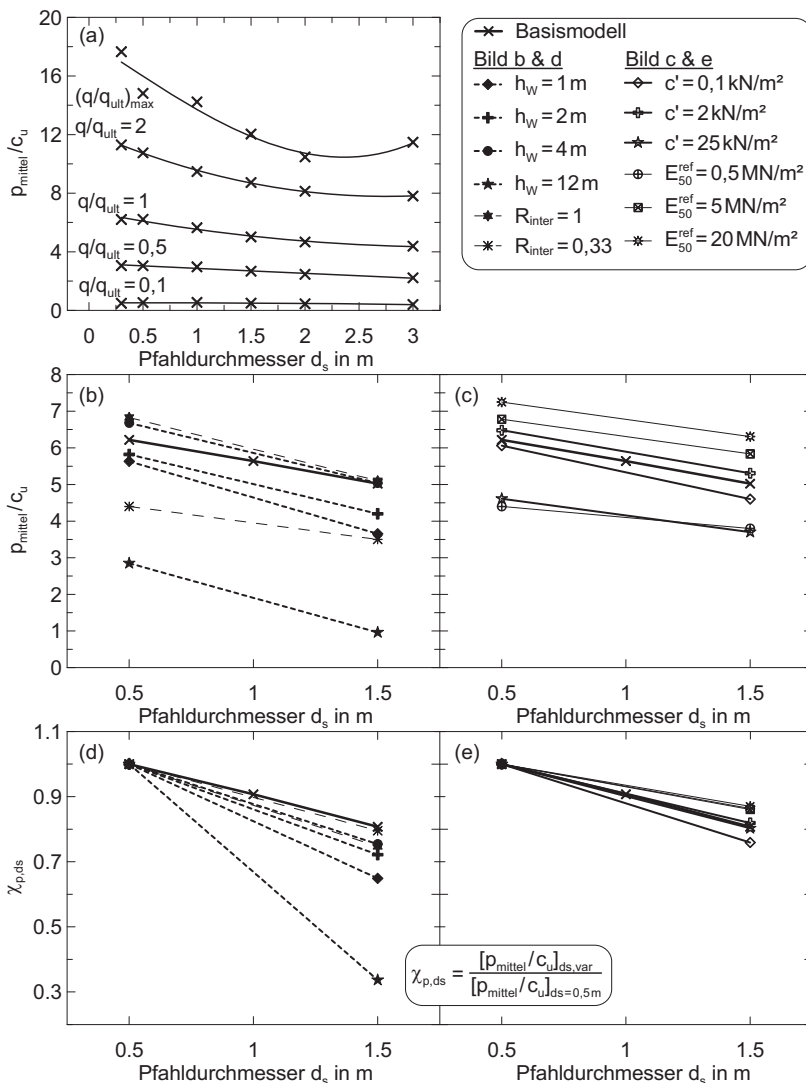 (a)
20
16
12
8
4
0
p_mittel/c_u
(q/q_ult)_max
q/q_ult = 2
q/q_ult = 1
q/q_ult = 0,5
q/q_ult = 0,1
0 0.5 1 1.5 2 2.5 3
Pfahldurchmesser d_s in m
Basismodell
Bild b & d
h_W = 1 m
h_W = 2 m
h_W = 4 m
h_W = 12 m
R_inter = 1
R_inter = 0,33
Bild c & e
c' = 0,1 kN/m²
c' = 2 kN/m²
c' = 25 kN/m²
E_50^ref = 0,5 MN/m²
E_50^ref = 5 MN/m²
E_50^ref = 20 MN/m²
(b)
8
7
6
5
4
3
2
1
0
p_mittel/c_u
0.5 1 1.5
Pfahldurchmesser d_s in m
(c)
0.5 1 1.5
Pfahldurchmesser d_s in m
(d)
1.1
0.9
0.7
0.5
0.3
χ_p,ds
0.5 1 1.5
Pfahldurchmesser d_s in m
(e)
χ_p,ds = [p_mittel/c_u]_ds,var / [p_mittel/c_u]_ds=0,5m
0.5 1 1.5
Pfahldurchmesser d_s in m